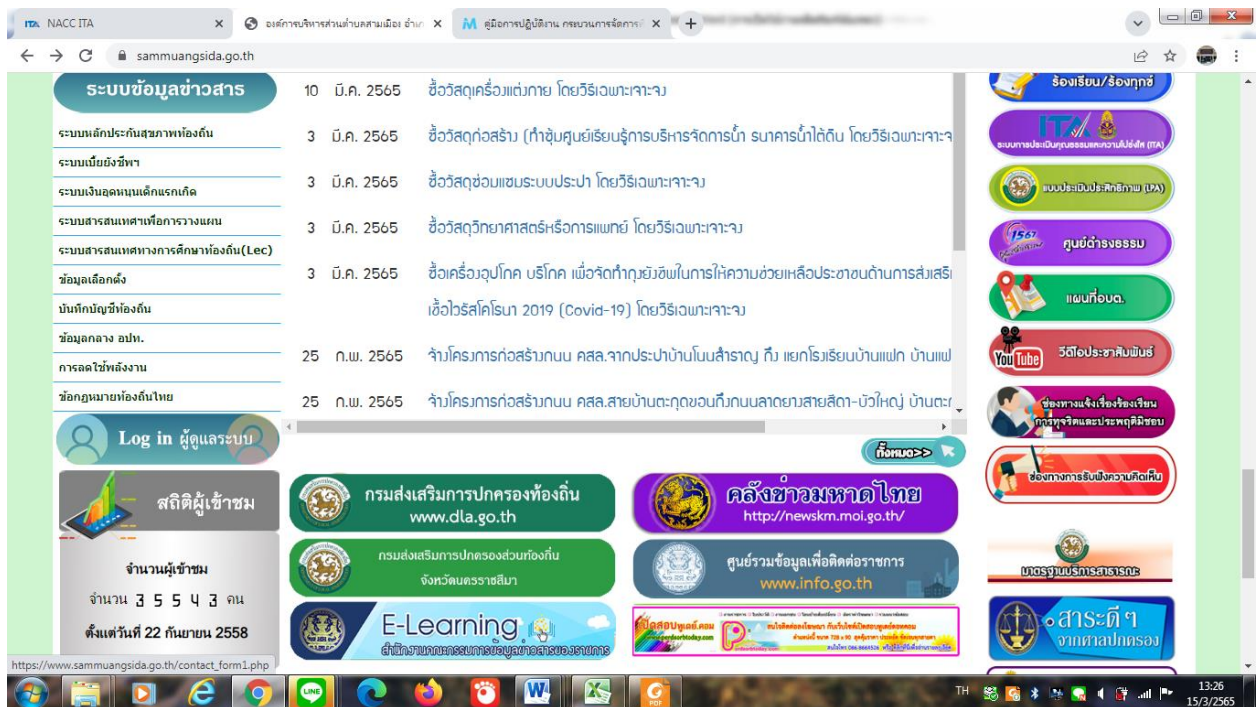 NACC ITA
องค์การบริหารส่วนตำบลสามเมือง อำเภ
คู่มือการปฏิบัติงาน กระบวนการจัดการเ
sammuangsida.go.th
ระบบข้อมูลข่าวสาร
ระบบหลักประกันสุขภาพท้องถิ่น
ระบบเบี้ยยังชีพฯ
ระบบเงินอุดหนุนเด็กแรกเกิด
ระบบสารสนเทศฯเพื่อการวางแผน
ระบบสารสนเทศทางการศึกษาท้องถิ่น(Lec)
ข้อมูลเลือกตั้ง
บันทึกบัญชีท้องถิ่น
ข้อมูลกลาง อปท.
การลดใช้พลังงาน
ข้อกฎหมายท้องถิ่นไทย
Log in ผู้ดูแลระบบ
สถิติผู้เข้าชม
จำนวนผู้เข้าชม
จำนวน 3 5 5 4 3 คน
ตั้งแต่วันที่ 22 กันยายน 2558
10 มี.ค. 2565 ซื้อวัสดุเครื่องแต่งกาย โดยวิธีเฉพาะเจาะจง
3 มี.ค. 2565 ซื้อวัสดุก่อสร้าง (ทำซุ้มศูนย์เรียนรู้การบริหารจัดการน้ำ ธนาคารน้ำใต้ดิน โดยวิธีเฉพาะเจาะจ
3 มี.ค. 2565 ซื้อวัสดุซ่อมแซมระบบประปา โดยวิธีเฉพาะเจาะจง
3 มี.ค. 2565 ซื้อวัสดุวิทยาศาสตร์หรือการแพทย์ โดยวิธีเฉพาะเจาะจง
3 มี.ค. 2565 ซื้อเครื่องอุปโภค บริโภค เพื่อจัดทำถุงยังชีพในการให้ความช่วยเหลือประชาชนด้านการส่งเสริ
เชื้อไวรัสโคโรนา 2019 (Covid-19) โดยวิธีเฉพาะเจาะจง
25 ก.พ. 2565 จ้างโครงการก่อสร้างถนน คสล.จากประปาบ้านโนนสำราญ ถึง แยกโรงเรียนบ้านแฝก บ้านแฝ
25 ก.พ. 2565 จ้างโครงการก่อสร้างถนน คสล.สายบ้านตะกุดขอนถึงถนนลาดยางสายสีดา-บัวใหญ่ บ้านตะก
ทั้งหมด>>
กรมส่งเสริมการปกครองท้องถิ่น
www.dla.go.th
คลังข่าวมหาดไทย
http://newskm.moi.go.th/
กรมส่งเสริมการปกครองส่วนท้องถิ่น
จังหวัดนครราชสีมา
ศูนย์รวมข้อมูลเพื่อติดต่อราชการ
www.info.go.th
E-Learning
สำนักงานคณะกรรมการข้อมูลข่าวสารของราชการ
ร้องเรียน/ร้องทุกข์
ITA
ระบบการประเมินคุณธรรมและความโปร่งใส (ITA)
แบบประเมินประสิทธิภาพ (LPA)
1567
ศูนย์ดำรงธรรม
แผนที่อบต.
You Tube
วีดีโอประชาสัมพันธ์
ช่องทางแจ้งเรื่องร้องเรียน
การทุจริตและประพฤติมิชอบ
ช่องทางการรับฟังความคิดเห็น
มาตรฐานบริการสาธารณะ
สาระดี ๆ
จากศาลปกครอง
https://www.sammuangsida.go.th/contact_form1.php
LINE
PDF
TH
13:26
15/3/2565